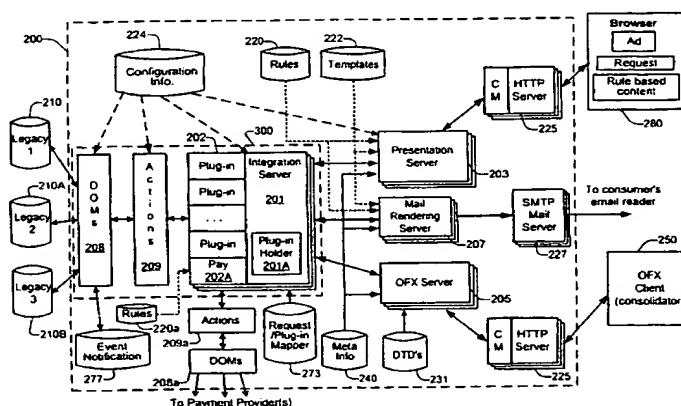 200
224
Configuration
Info.
220
Rules
222
Templates
C
M
HTTP
Server
225
Browser
Ad
Request
Rule based
content
280
210
Legacy
1
210A
Legacy
2
Legacy
3
210B
DOMs
208
Actions
209
202
300
Plug-in
Plug-in
...
Plug-in
Pay
202A
Integration
Server
201
Plug-in
Holder
201A
Presentation
Server
203
Mail
Rendering
Server
207
SMTP
Mail
Server
227
To consumer's
email reader
OFX Server
205
250
OFX
Client
(consolidator)
Rules
220a
Event
Notification
277
Actions
209a
DOMs
208a
To Payment Provider(s)
Request
/Plug-in
Mapper
273
Meta
Info
240
DTD's
231
C
M
HTTP
Server
225